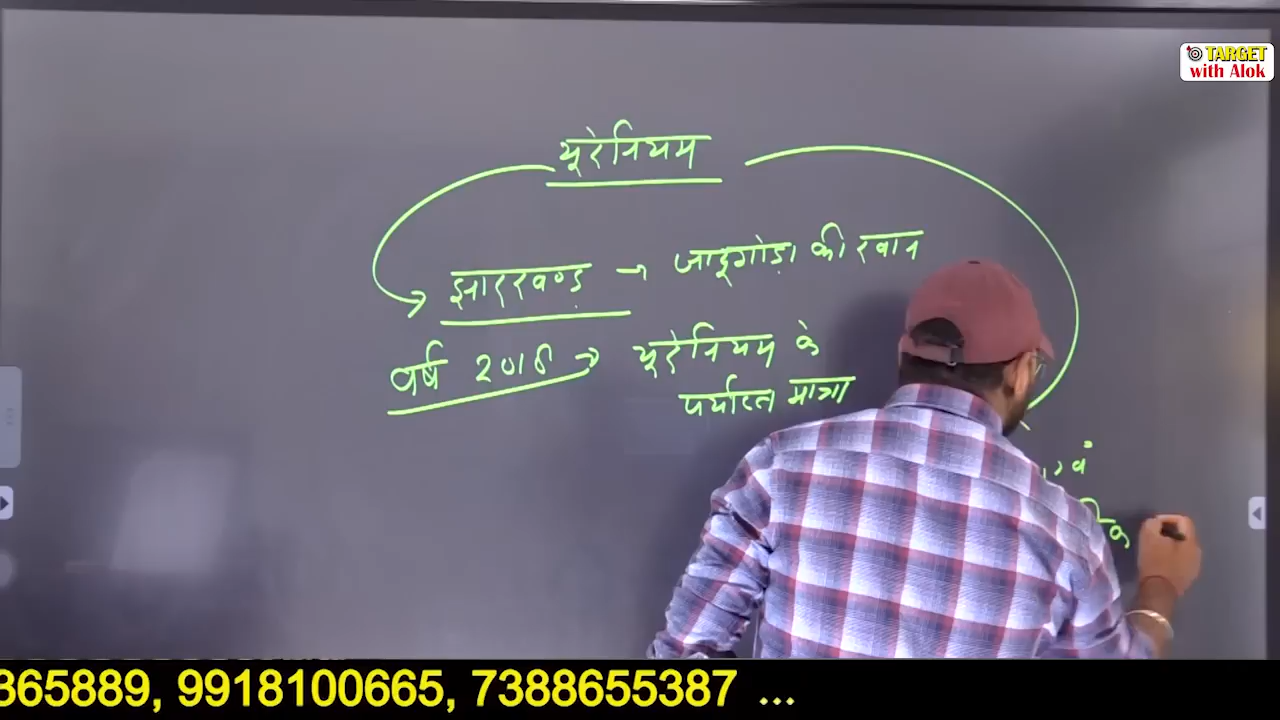 TARGET
with Alok
यूरेनियम
झारखण्ड → जादूगोड़ा की खान
वर्ष 2018 → यूरेनियम के
पर्याप्त मात्रा
365889, 9918100665, 7388655387 ...